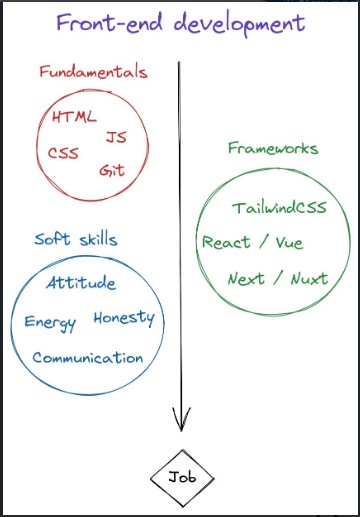 Front-end development
Fundamentals
HTML
JS
CSS
Git
Frameworks
TailwindCSS
React / Vue
Next / Nuxt
Soft skills
Attitude
Energy Honesty
Communication
Job